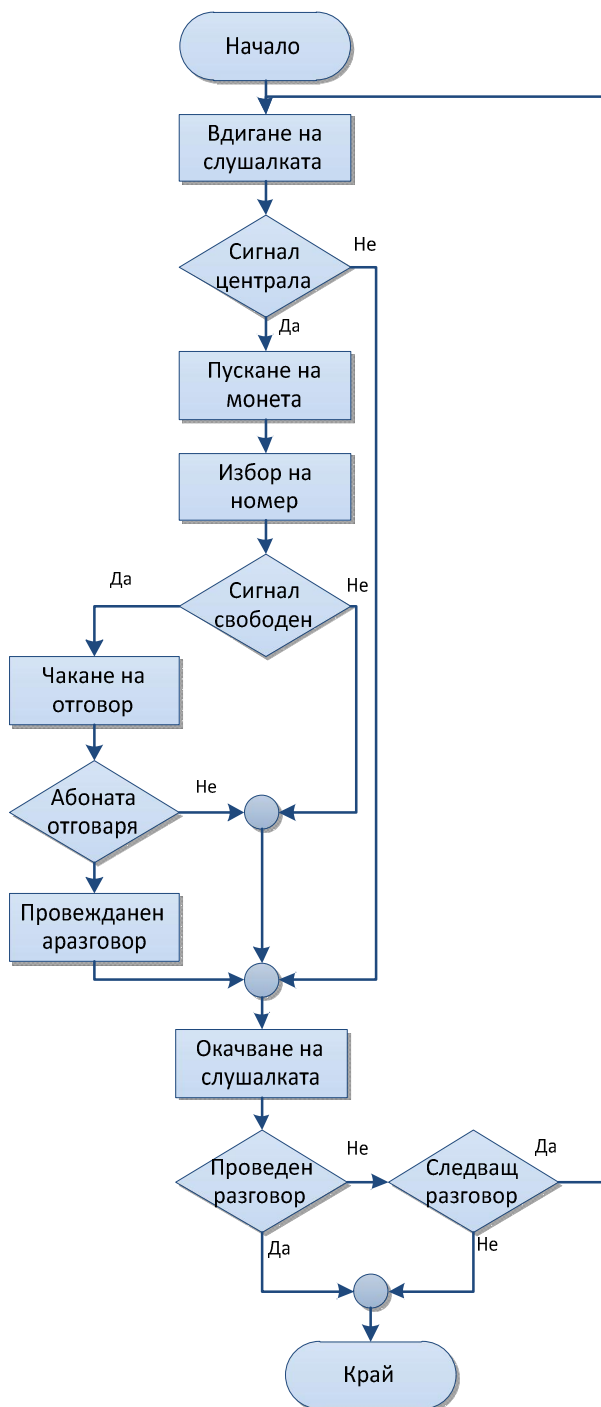 Начало
Вдигане на
слушалката
Сигнал
централа
Не
Да
Пускане на
монета
Избор на
номер
Да
Сигнал
свободен
Не
Чакане на
отговор
Абоната
отговаря
Не
Провежданен
аразговор
Окачване на
слушалката
Проведен
разговор
Не
Следващ
разговор
Да
Да
Не
Край